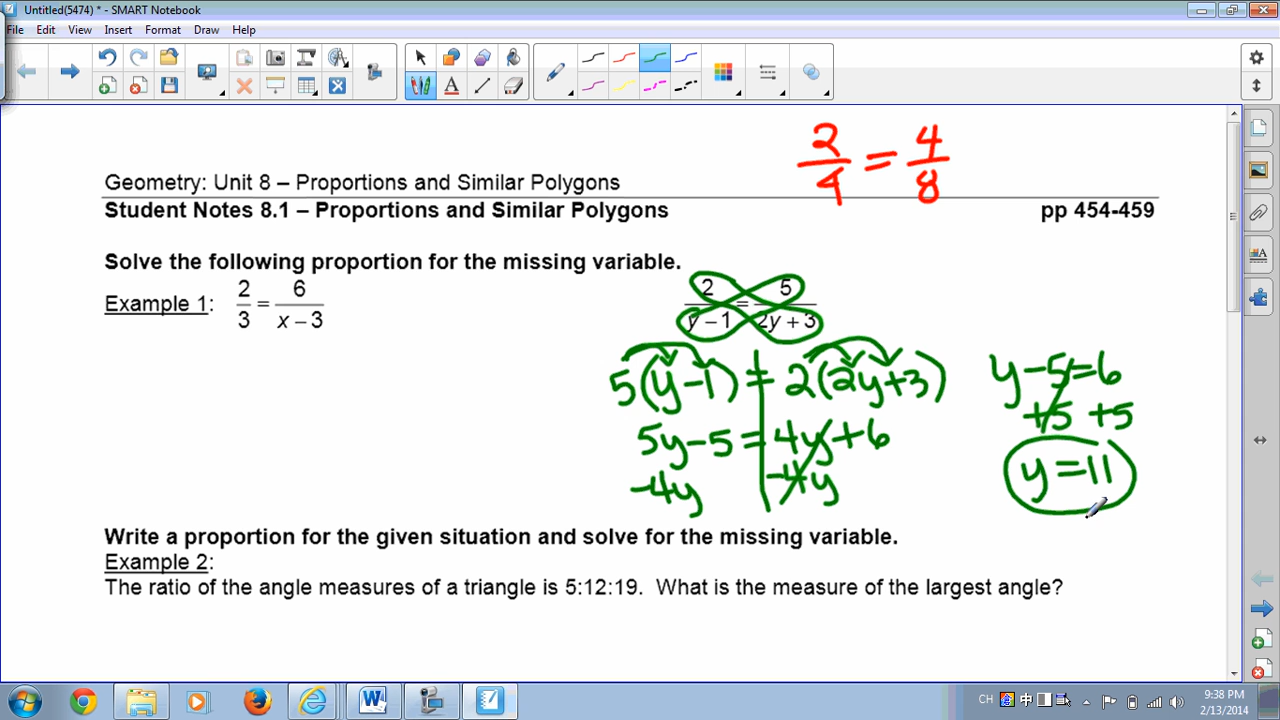 Untitled(5474) * - SMART Notebook
File Edit View Insert Format Draw Help
2/4 = 4/8
Geometry: Unit 8 – Proportions and Similar Polygons
Student Notes 8.1 – Proportions and Similar Polygons pp 454-459
Solve the following proportion for the missing variable.
Example 1: 2/3 = 6/(x – 3) 2/(y – 1) = 5/(2y + 3)
5(y-1) = 2(2y+3) y-5=6
+5 +5
5y-5 = 4y+6
-4y -4y y=11
Write a proportion for the given situation and solve for the missing variable.
Example 2:
The ratio of the angle measures of a triangle is 5:12:19. What is the measure of the largest angle?
CH 中 9:38 PM
2/13/2014